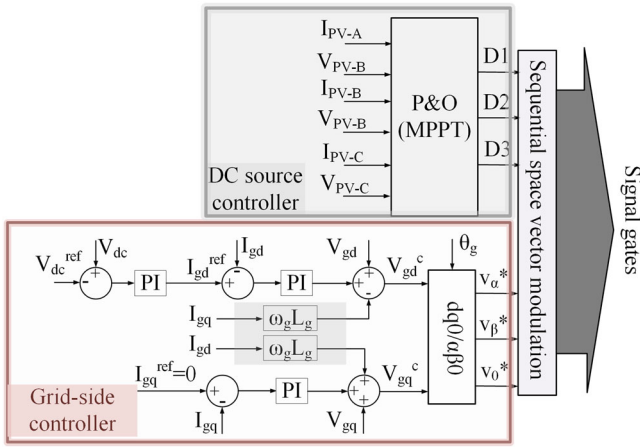 I_PV-A
V_PV-B
I_PV-B
V_PV-B
I_PV-C
V_PV-C
P&O
(MPPT)
D1
D2
D3
DC source
controller
Sequential space vector modulation
Signal gates
V_dc^ref
V_dc
+
-
PI
I_gd^ref
I_gd
-
+
PI
V_gd
+
+
-
V_gd^c
θ_g
I_gq
ω_gL_g
I_gd
ω_gL_g
dq0/αβ0
v_α*
v_β*
v_0*
I_gq^ref=0
+
-
I_gq
PI
+
+
+
V_gq
V_gq^c
Grid-side
controller